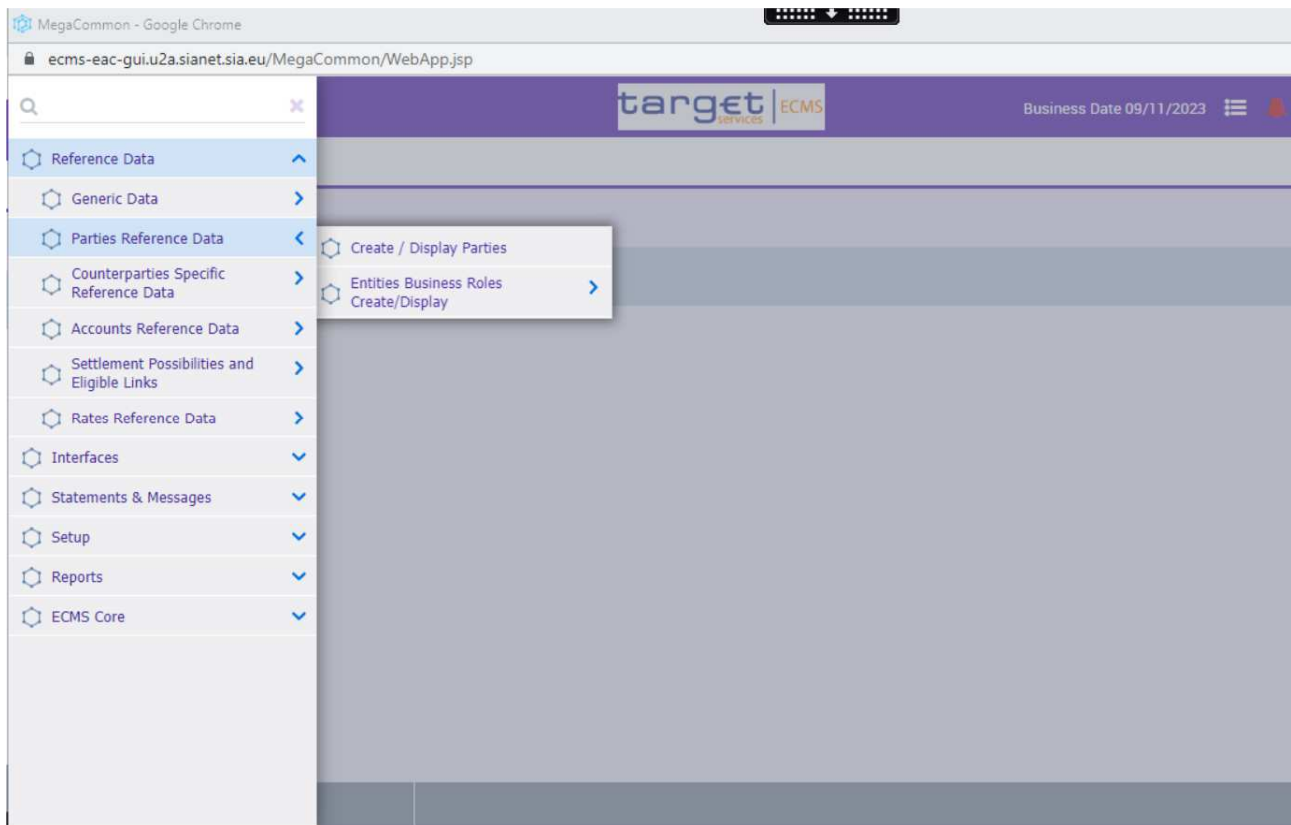 MegaCommon - Google Chrome
ecms-eac-gui.u2a.sianet.sia.eu/MegaCommon/WebApp.jsp
target services ECMS
Business Date 09/11/2023
Reference Data
Generic Data
Parties Reference Data
Create / Display Parties
Counterparties Specific
Reference Data
Entities Business Roles
Create/Display
Accounts Reference Data
Settlement Possibilities and
Eligible Links
Rates Reference Data
Interfaces
Statements & Messages
Setup
Reports
ECMS Core